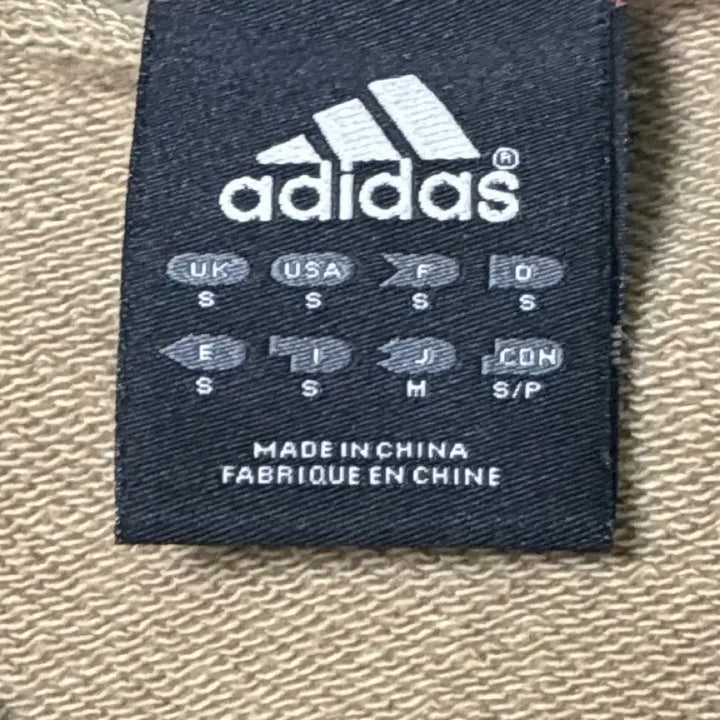 adidas®
UK USA F D
S S S S
E I J CDN
S S M S/P
MADE IN CHINA
FABRIQUE EN CHINE